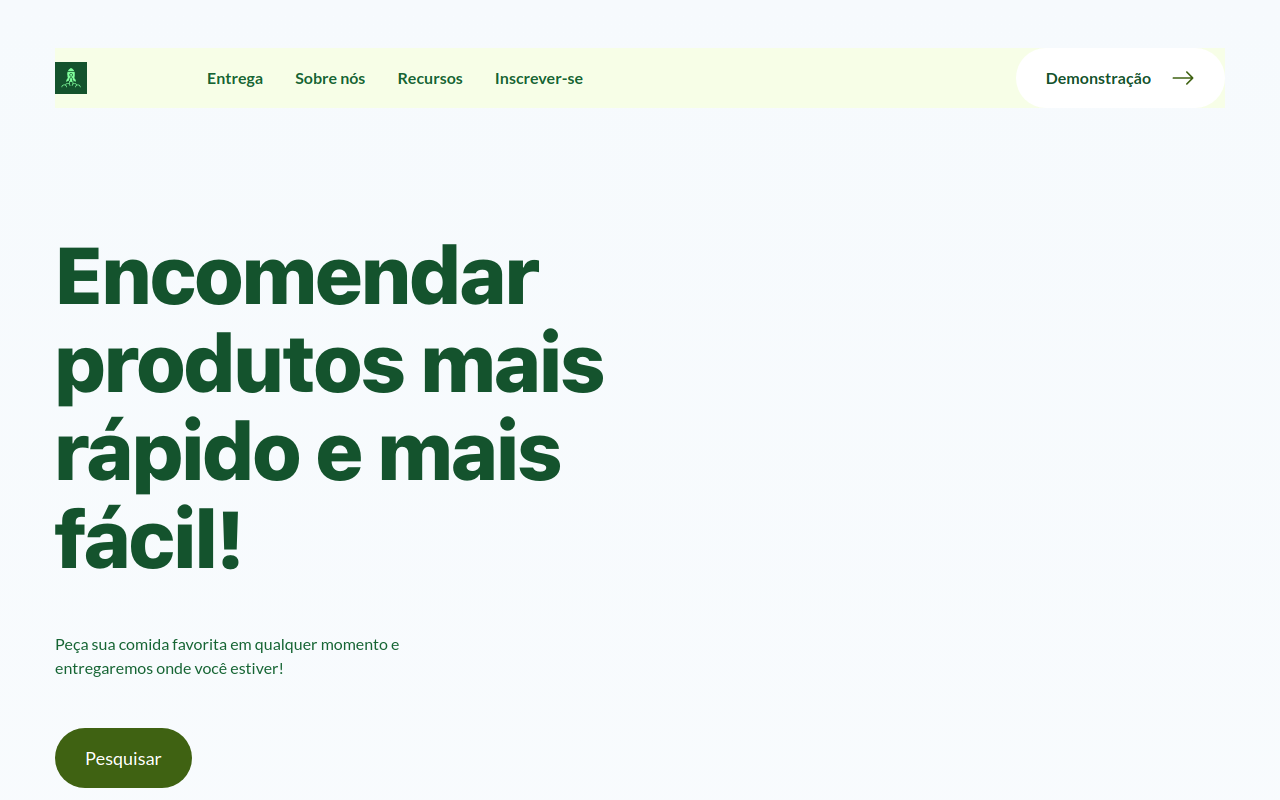 Entrega
Sobre nós
Recursos
Inscrever-se
Demonstração
Encomendar
produtos mais
rápido e mais
fácil!
Peça sua comida favorita em qualquer momento e
entregaremos onde você estiver!
Pesquisar